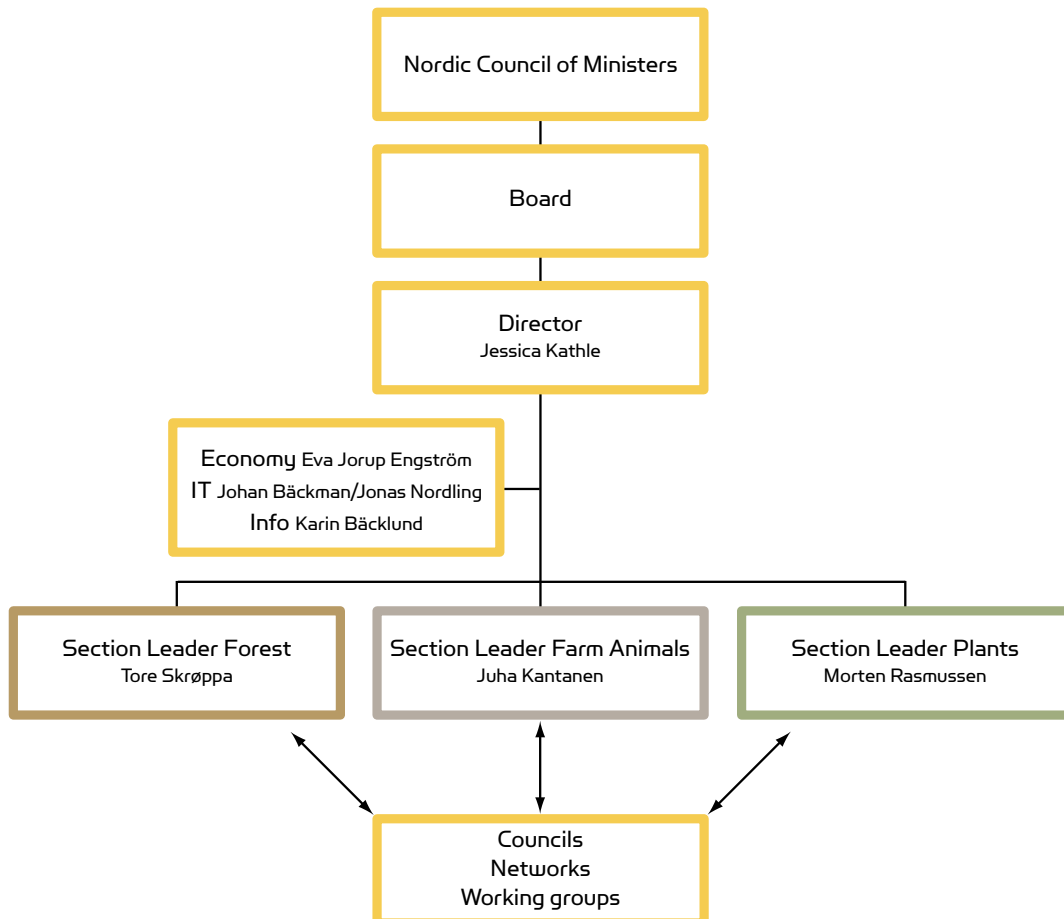 Nordic Council of Ministers
Board
Director
Jessica Kathle
Economy Eva Jorup Engström
IT Johan Bäckman/Jonas Nordling
Info Karin Bäcklund
Section Leader Forest
Tore Skrøppa
Section Leader Farm Animals
Juha Kantanen
Section Leader Plants
Morten Rasmussen
Councils
Networks
Working groups